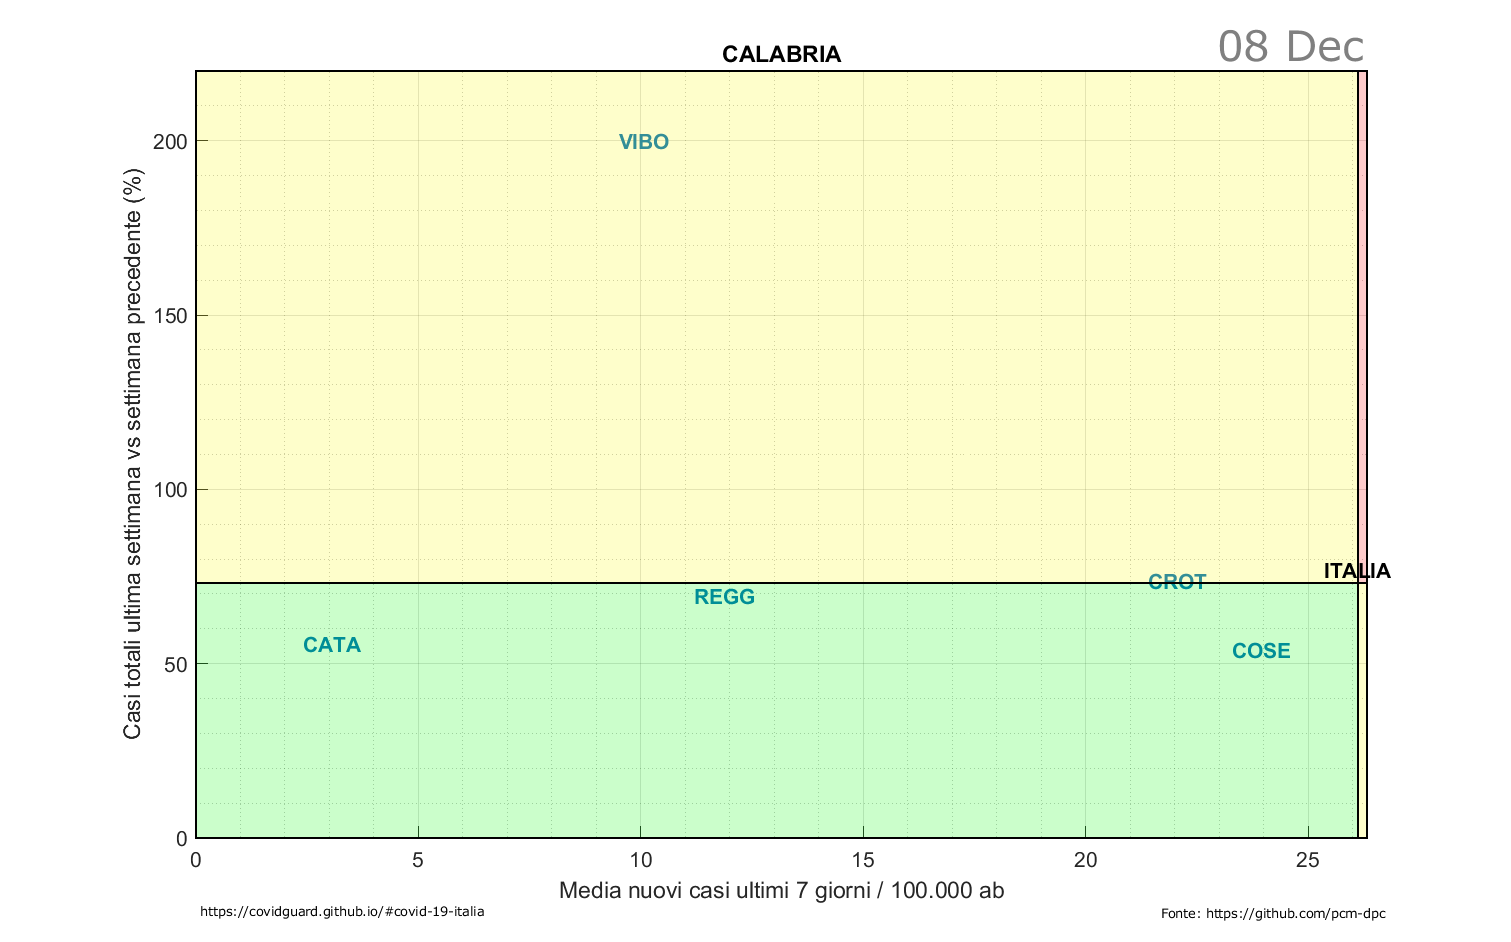 08 Dec
CALABRIA
Casi totali ultima settimana vs settimana precedente (%)
200
150
100
50
0
VIBO
ITALIA
CROT
REGG
CATA
COSE
0 5 10 15 20 25
Media nuovi casi ultimi 7 giorni / 100.000 ab
https://covidguard.github.io/#covid-19-italia
Fonte: https://github.com/pcm-dpc